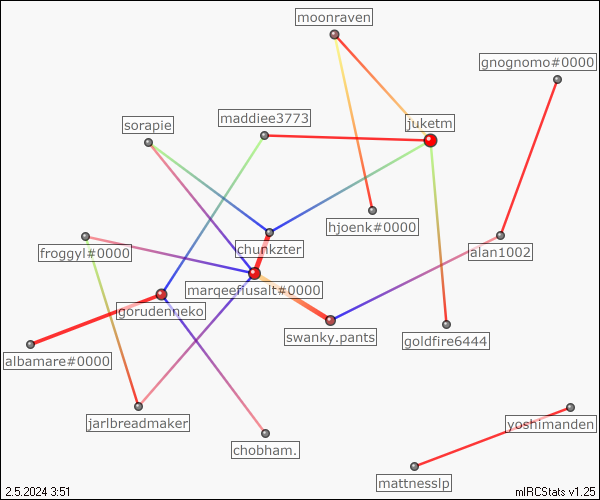 moonraven
gnognomo#0000
sorapie
maddiee3773
juketm
hjoenk#0000
froggyl#0000
chunkzter
alan1002
marqeefiusalt#0000
gorudenneko
swanky.pants
goldfire6444
albamare#0000
jarlbreadmaker
chobham.
yoshimanden
mattnesslp
2.5.2024 3:51
mIRCStats v1.25